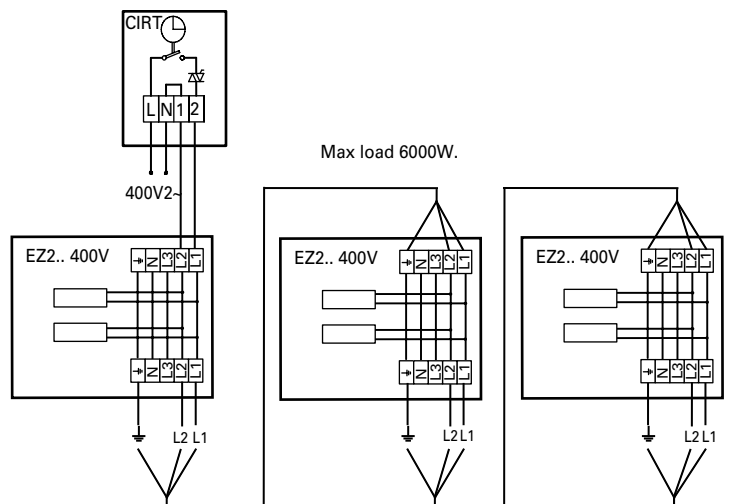 CIRT
L N 1 2
Max load 6000W.
400V2~
EZ2.. 400V
N L3 L2 L1
N L3 L2 L1
L2 L1
EZ2.. 400V
N L3 L2 L1
N L3 L2 L1
L2 L1
EZ2.. 400V
N L3 L2 L1
N L3 L2 L1
L2 L1